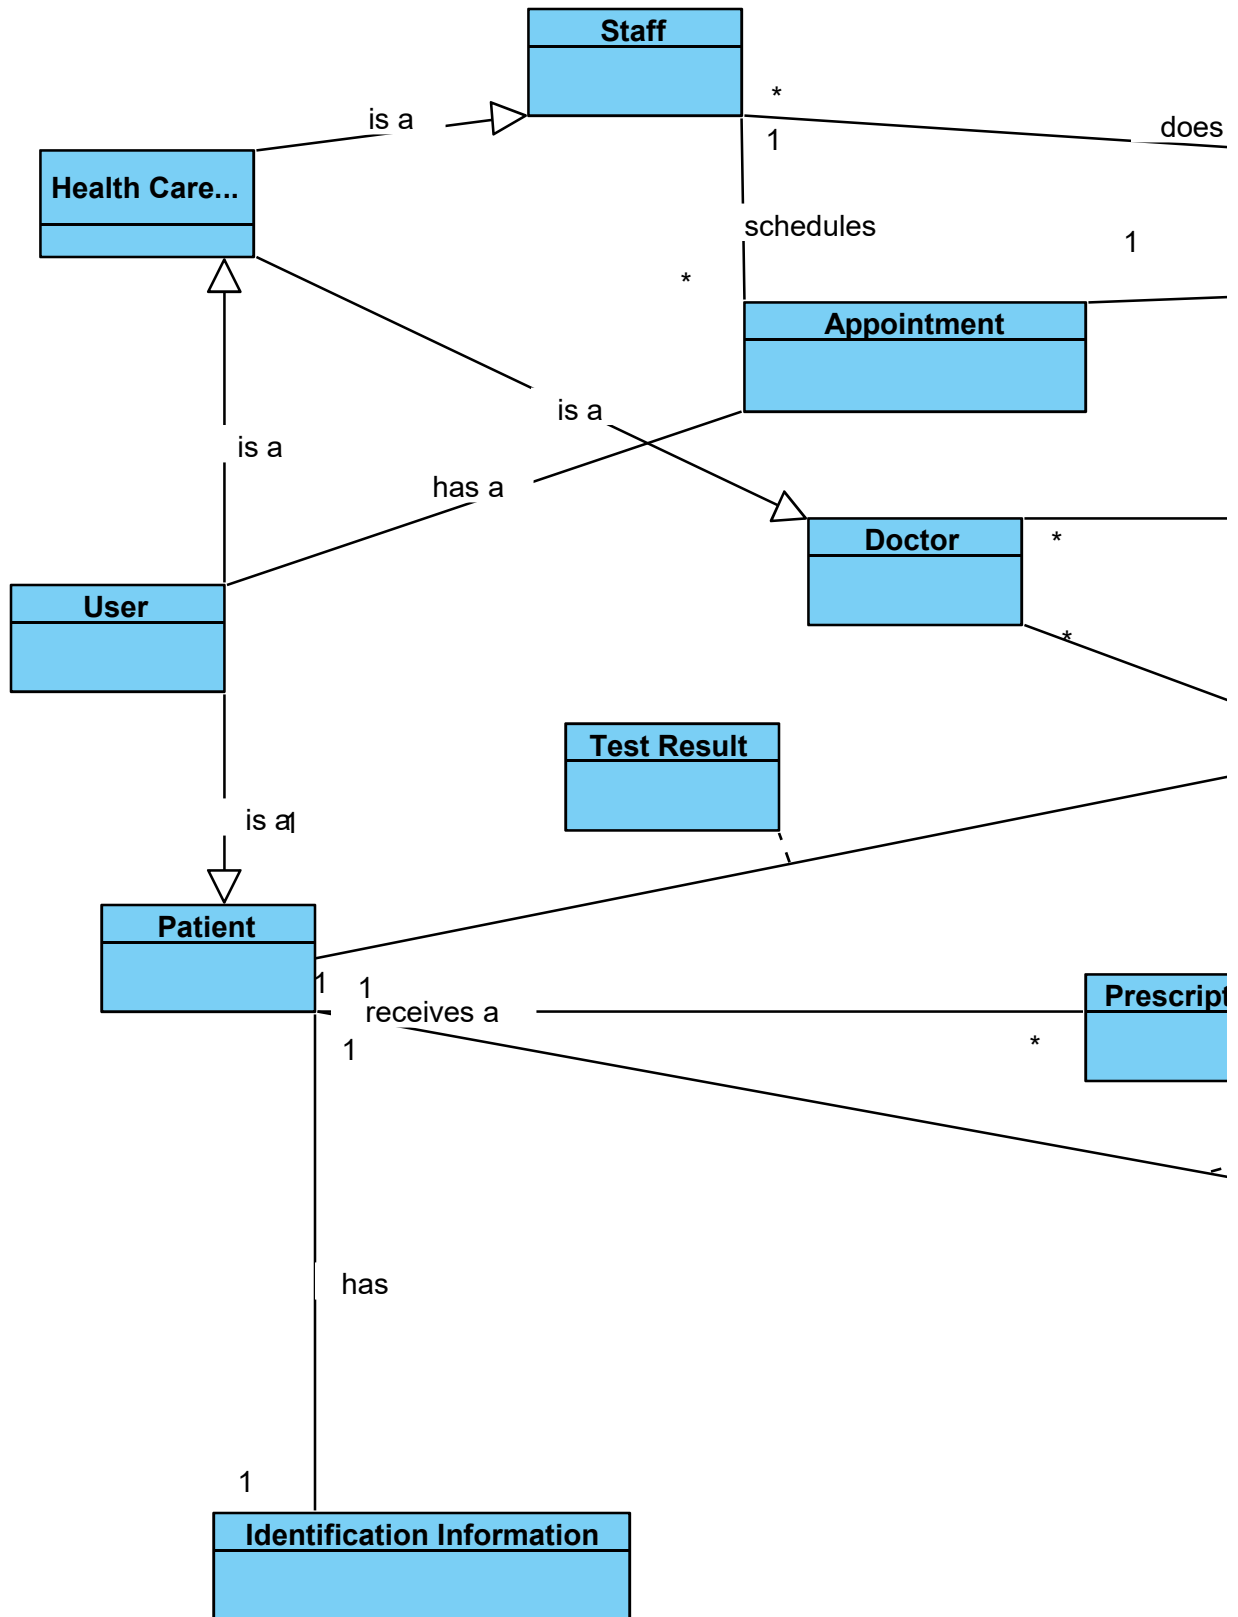 Staff
*
is a
does
1
Health Care...
schedules
1
*
Appointment
is a
is a
has a
Doctor
*
User
*
Test Result
is a
1
Patient
1
1
Prescript
receives a
*
1
has
1
Identification Information